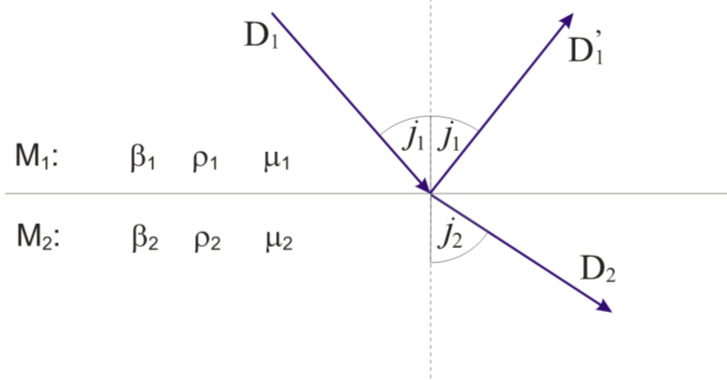 D₁ D₁’
j₁ j₁
M₁: β₁ ρ₁ μ₁
M₂: β₂ ρ₂ μ₂
j₂
D₂